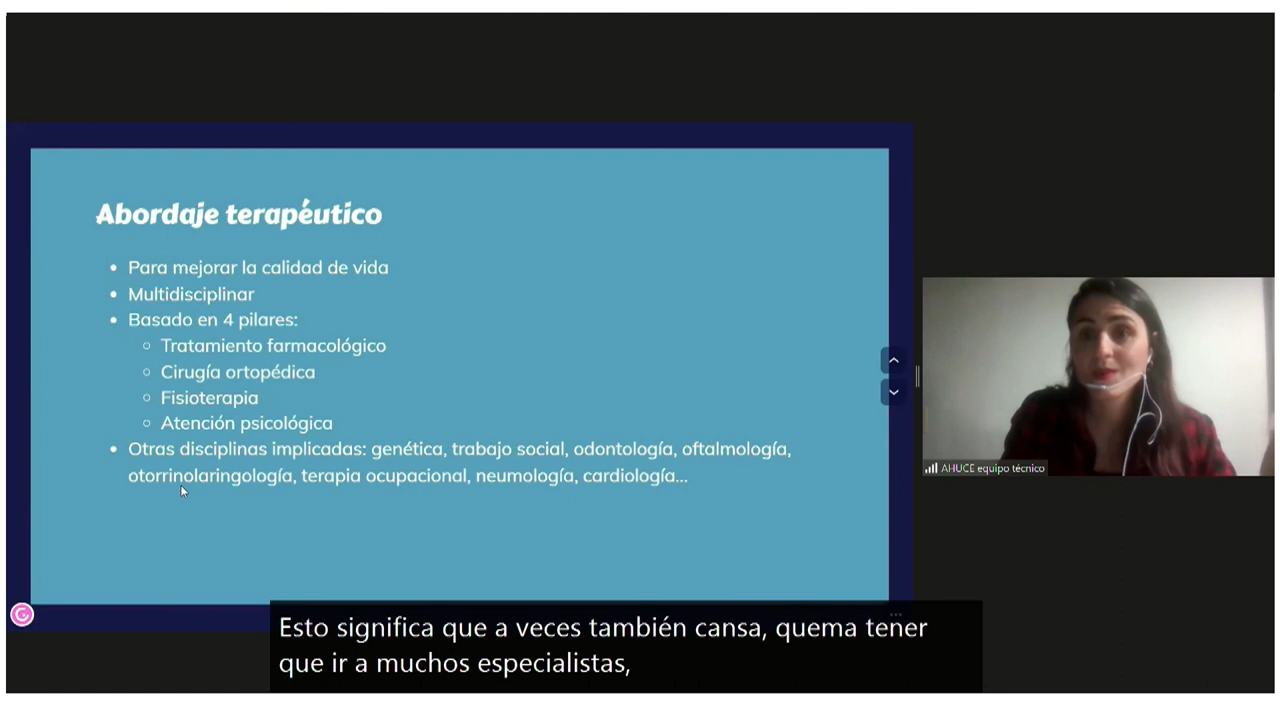 Abordaje terapéutico
• Para mejorar la calidad de vida
• Multidisciplinar
• Basado en 4 pilares:
◦ Tratamiento farmacológico
◦ Cirugía ortopédica
◦ Fisioterapia
◦ Atención psicológica
• Otras disciplinas implicadas: genética, trabajo social, odontología, oftalmología,
otorrinolaringología, terapia ocupacional, neumología, cardiología...
AHUCE equipo técnico
Esto significa que a veces también cansa, quema tener
que ir a muchos especialistas,